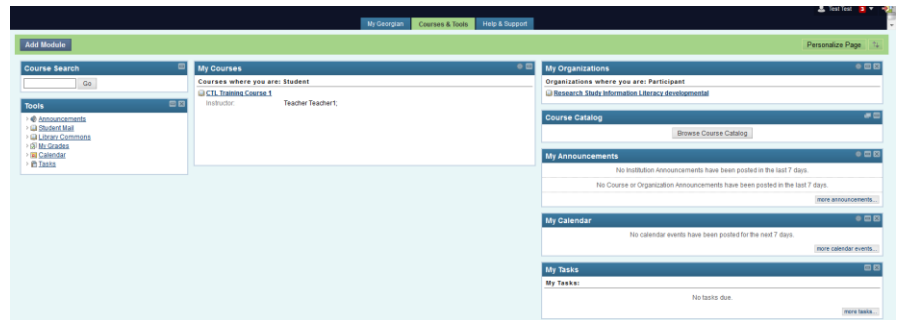 Test Test 3
My Georgian Courses & Tools Help & Support
Add Module
Personalize Page
Course Search
Go
Tools
Announcements
Student Mail
Library Commons
My Grades
Calendar
Tasks
My Courses
Courses where you are: Student
CTL Training Course 1
Instructor: Teacher Teacher1;
My Organizations
Organizations where you are: Participant
Research Study Information Literacy developmental
Course Catalog
Browse Course Catalog
My Announcements
No Institution Announcements have been posted in the last 7 days.
No Course or Organization Announcements have been posted in the last 7 days.
more announcements...
My Calendar
No calendar events have been posted for the next 7 days.
more calendar events...
My Tasks
My Tasks:
No tasks due.
more tasks...